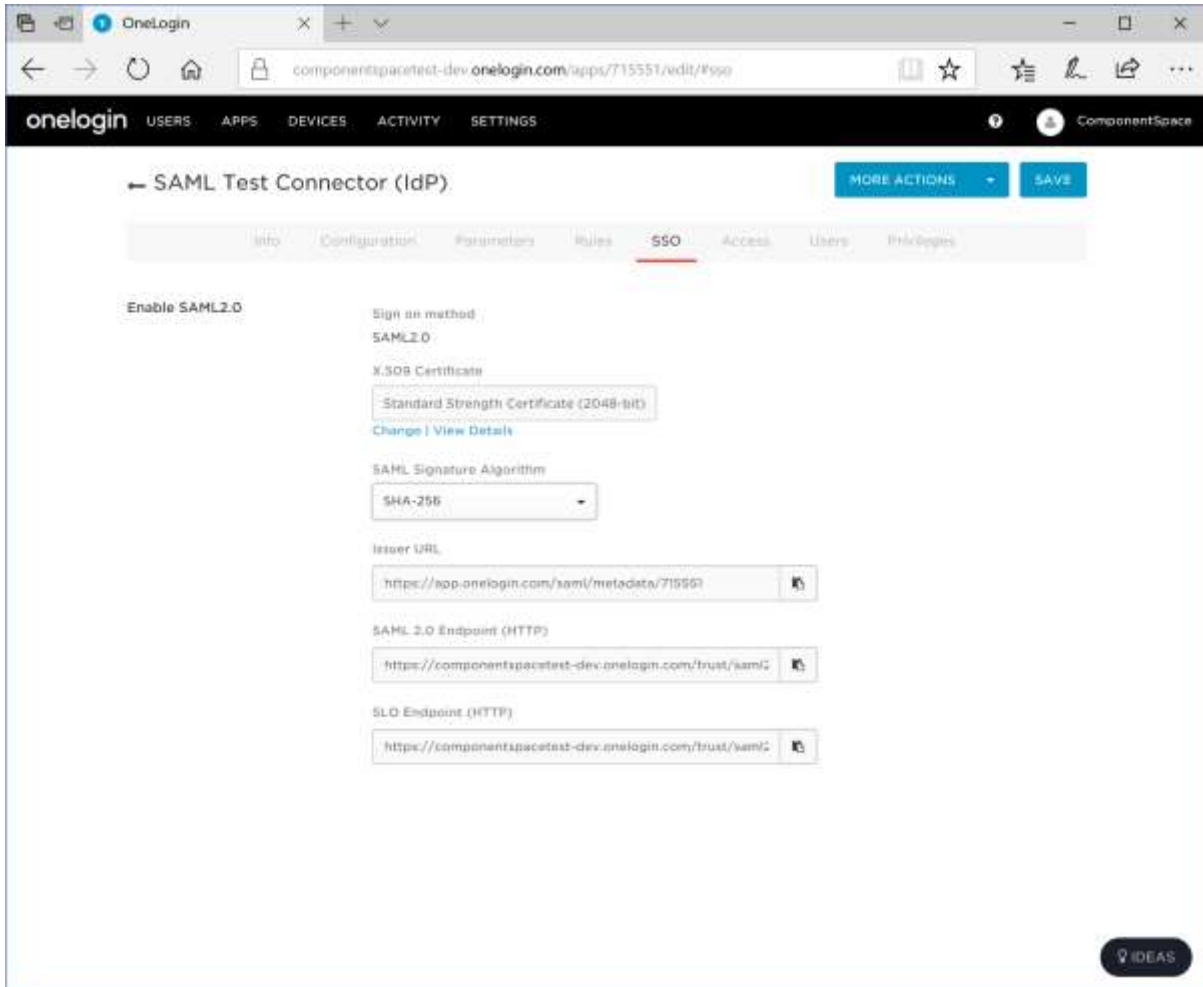 OneLogin
componentspacetest-dev.onelogin.com/apps/715551/edit/#sso
onelogin USERS APPS DEVICES ACTIVITY SETTINGS ComponentSpace
← SAML Test Connector (IdP) MORE ACTIONS SAVE
Info Configuration Parameters Rules SSO Access Users Privileges
Enable SAML2.0
Sign on method
SAML2.0
X.509 Certificate
Standard Strength Certificate (2048-bit)
Change | View Details
SAML Signature Algorithm
SHA-256
Issuer URL
https://app.onelogin.com/saml/metadata/715551
SAML 2.0 Endpoint (HTTP)
https://componentspacetest-dev.onelogin.com/trust/saml2
SLO Endpoint (HTTP)
https://componentspacetest-dev.onelogin.com/trust/saml2
IDEAS